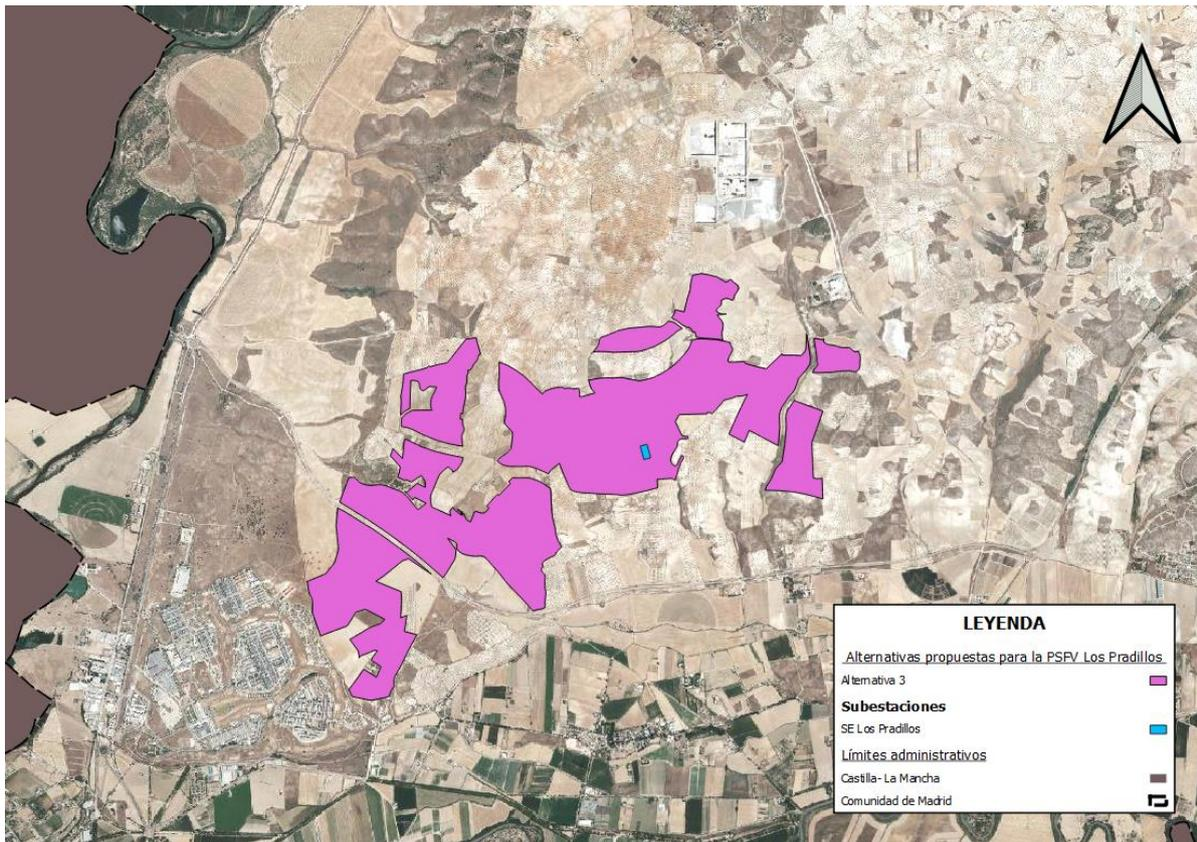 LEYENDA
Alternativas propuestas para la PSFV Los Pradillos
Alternativa 3
Subestaciones
SE Los Pradillos
Límites administrativos
Castilla- La Mancha
Comunidad de Madrid